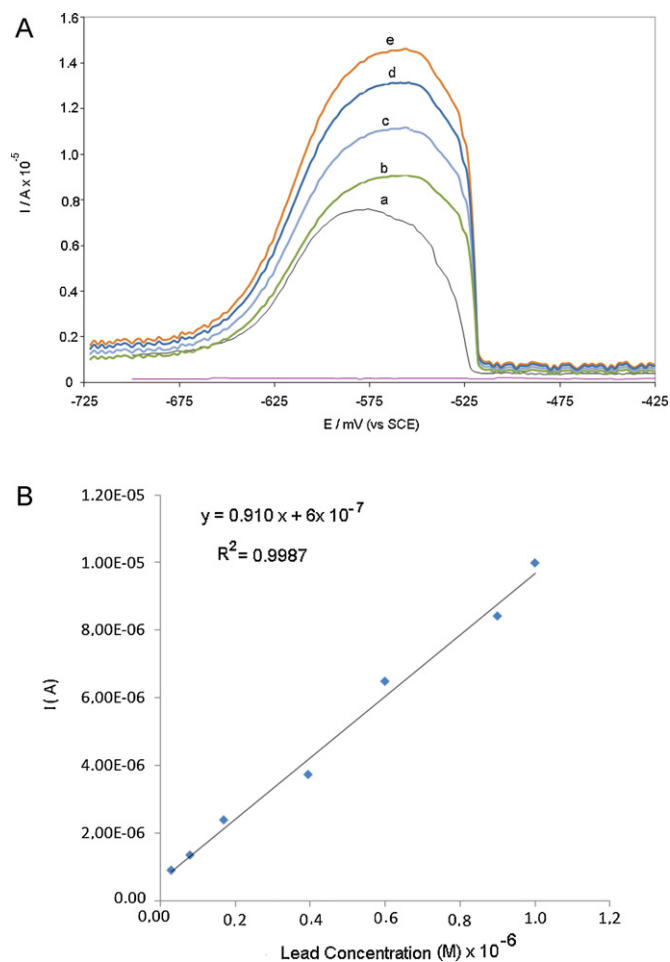 A
1.6
1.4
1.2
1.0
0.8
0.6
0.4
0.2
0
I / A x 10⁻⁵
e
d
c
b
a
-725 -675 -625 -575 -525 -475 -425
E / mV (vs SCE)
B
y = 0.910 x + 6x 10⁻⁷
R² = 0.9987
1.20E-05
1.00E-05
8.00E-06
6.00E-06
4.00E-06
2,00E-06
0.00
I ( A )
0.00 0.2 0.4 0.6 0.8 1.0 1.2
Lead Concentration (M) x 10⁻⁶